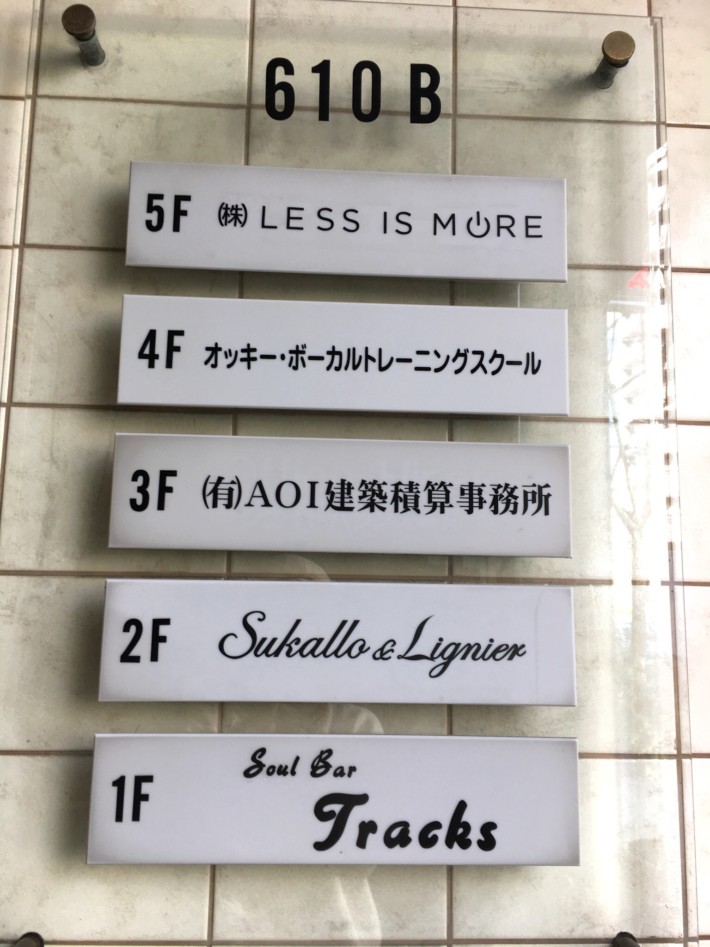 610 B
5F ㈱ LESS IS MORE
4F オッキー・ボーカルトレーニングスクール
3F ㈲AOI建築積算事務所
2F Sukallo & Lignier
1F Soul Bar
Tracks